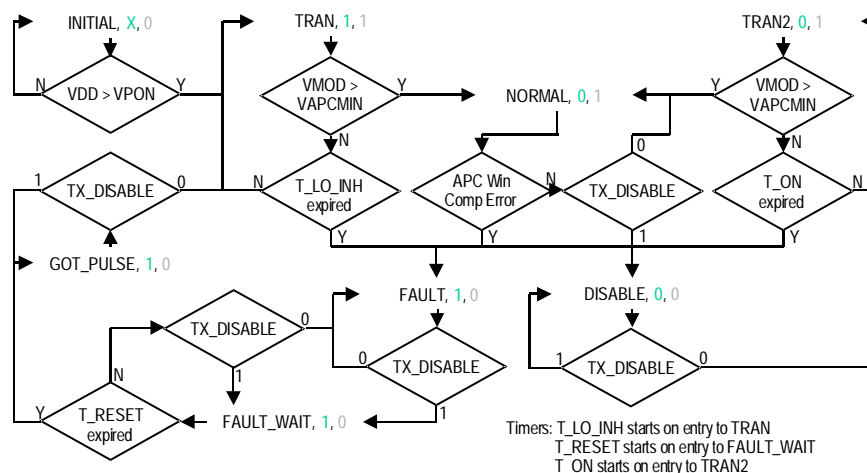 INITIAL, X, 0
TRAN, 1, 1
TRAN2, 0, 1
N
VDD > VPON
Y
VMOD >
VAPCMIN
Y
NORMAL, 0, 1
Y
VMOD >
VAPCMIN
N
0
N
1
TX_DISABLE
0
N
T_LO_INH
expired
APC Win
Comp Error
N
TX_DISABLE
T_ON
expired
N
Y
Y
1
Y
GOT_PULSE, 1, 0
FAULT, 1, 0
DISABLE, 0, 0
TX_DISABLE
0
0
TX_DISABLE
1
TX_DISABLE
0
N
1
Y
T_RESET
expired
FAULT_WAIT, 1, 0
1
Timers: T_LO_INH starts on entry to TRAN
T_RESET starts on entry to FAULT_WAIT
T_ON starts on entry to TRAN2